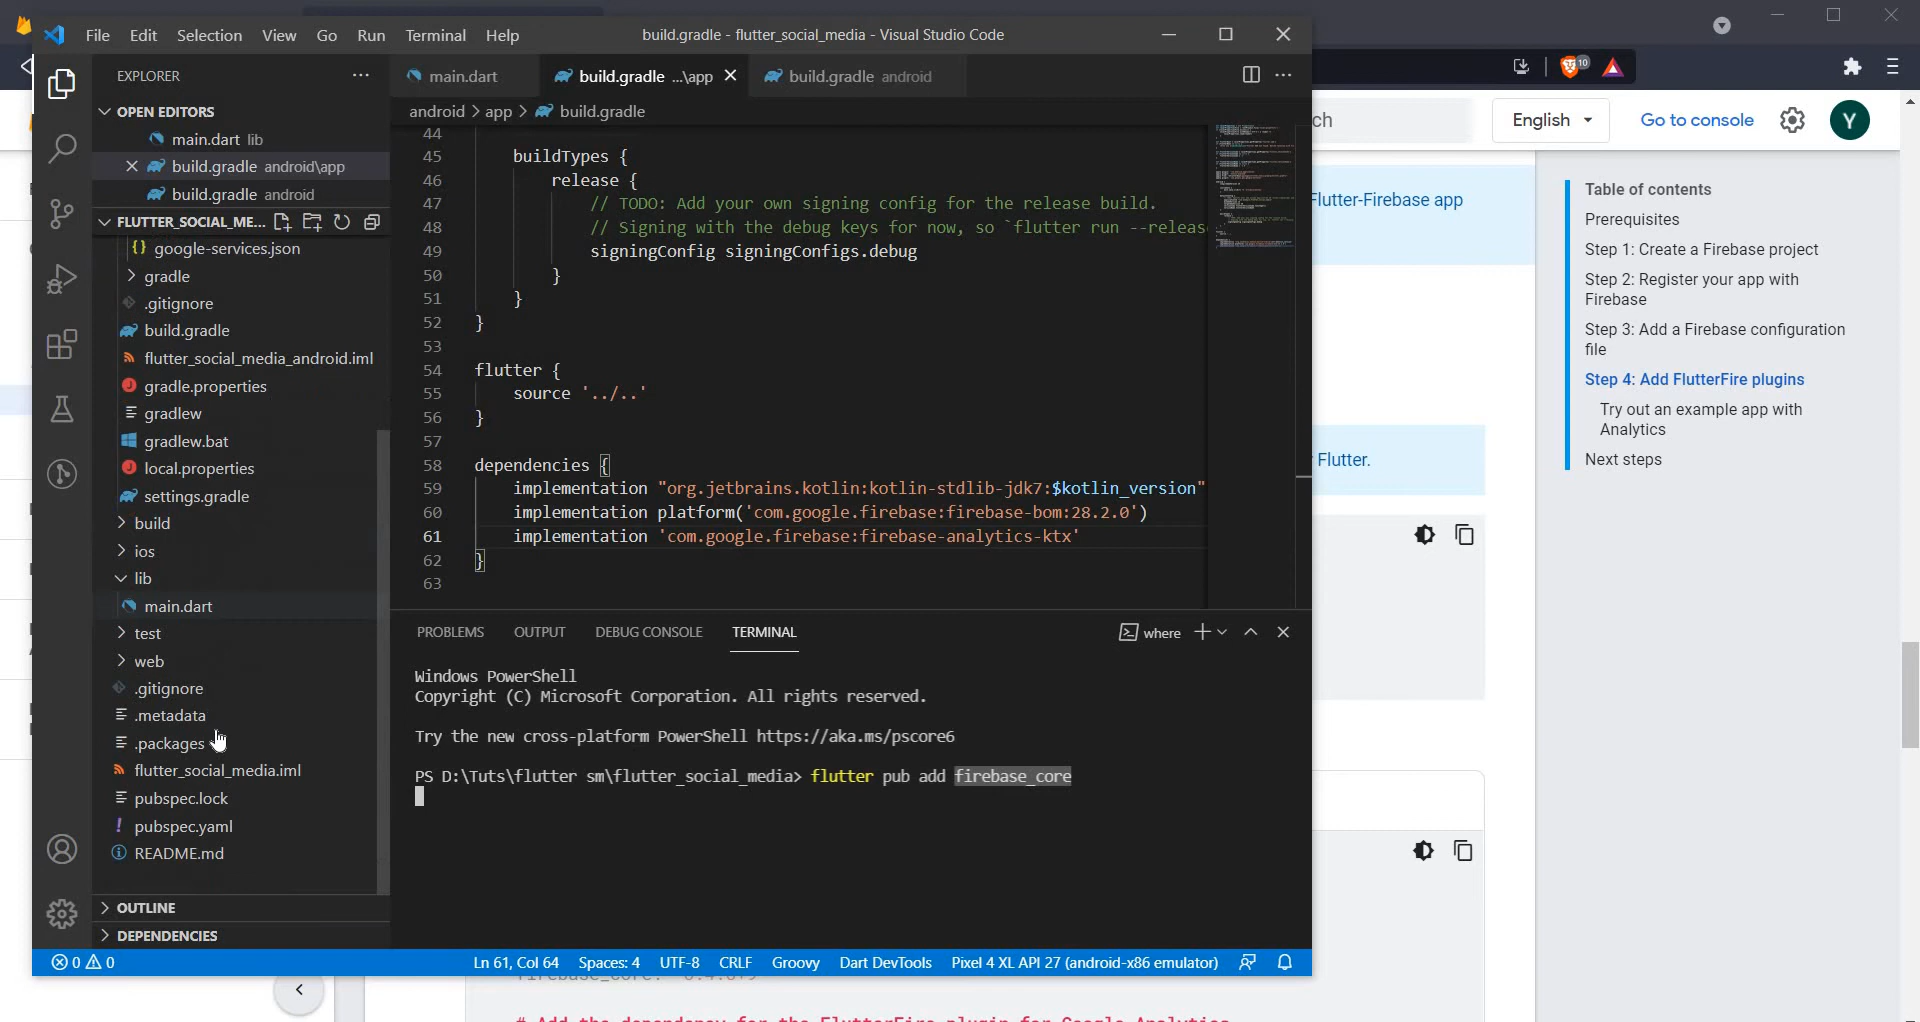 File Edit Selection View Go Run Terminal Help
build.gradle - flutter_social_media - Visual Studio Code
EXPLORER
OPEN EDITORS
main.dart lib
build.gradle android\app
build.gradle android
FLUTTER_SOCIAL_ME...
google-services.json
gradle
.gitignore
build.gradle
flutter_social_media_android.iml
gradle.properties
gradlew
gradlew.bat
local.properties
settings.gradle
build
ios
lib
main.dart
test
web
.gitignore
.metadata
.packages
flutter_social_media.iml
pubspec.lock
pubspec.yaml
README.md
OUTLINE
DEPENDENCIES
main.dart
build.gradle ...\app
build.gradle android
android > app > build.gradle
44
45 buildTypes {
46 release {
47 // TODO: Add your own signing config for the release build.
48 // Signing with the debug keys for now, so `flutter run --releas
49 signingConfig signingConfigs.debug
50 }
51 }
52 }
53
54 flutter {
55 source '../..'
56 }
57
58 dependencies {
59 implementation "org.jetbrains.kotlin:kotlin-stdlib-jdk7:$kotlin_version"
60 implementation platform('com.google.firebase:firebase-bom:28.2.0')
61 implementation 'com.google.firebase:firebase-analytics-ktx'
62 }
63
PROBLEMS OUTPUT DEBUG CONSOLE TERMINAL
where
Windows PowerShell
Copyright (C) Microsoft Corporation. All rights reserved.
Try the new cross-platform PowerShell https://aka.ms/pscore6
PS D:\Tuts\flutter sm\flutter_social_media> flutter pub add firebase_core
0 0
Ln 61, Col 64 Spaces: 4 UTF-8 CRLF Groovy Dart DevTools Pixel 4 XL API 27 (android-x86 emulator)
10
ch
English
Go to console
Y
Flutter-Firebase app
Flutter.
Table of contents
Prerequisites
Step 1: Create a Firebase project
Step 2: Register your app with
Firebase
Step 3: Add a Firebase configuration
file
Step 4: Add FlutterFire plugins
Try out an example app with
Analytics
Next steps
# Add the dependency for the FlutterFire plugin for Google Analytics